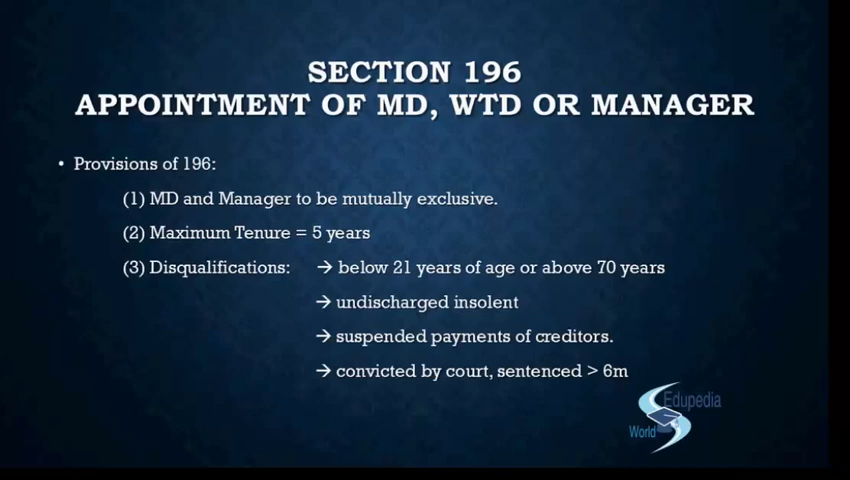 SECTION 196
APPOINTMENT OF MD, WTD OR MANAGER
• Provisions of 196:
(1) MD and Manager to be mutually exclusive.
(2) Maximum Tenure = 5 years
(3) Disqualifications: → below 21 years of age or above 70 years
→ undischarged insolent
→ suspended payments of creditors.
→ convicted by court, sentenced > 6m
Edupedia
World